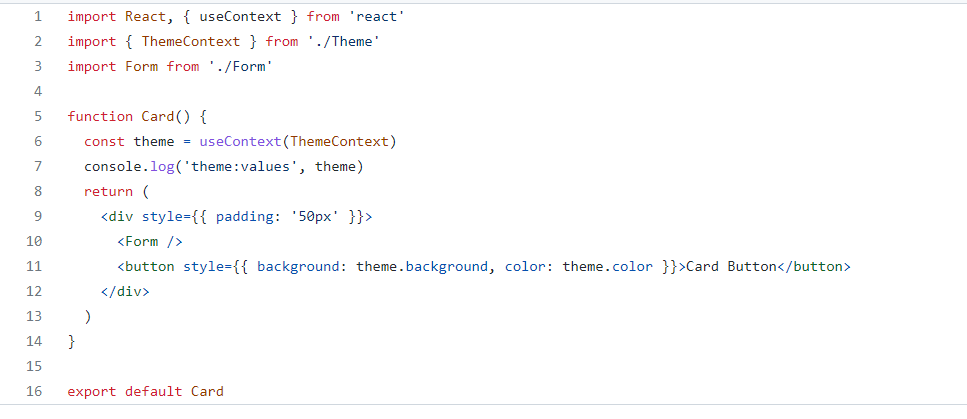 1 import React, { useContext } from 'react'
2 import { ThemeContext } from './Theme'
3 import Form from './Form'
4
5 function Card() {
6   const theme = useContext(ThemeContext)
7   console.log('theme:values', theme)
8   return (
9     <div style={{ padding: '50px' }}>
10       <Form />
11       <button style={{ background: theme.background, color: theme.color }}>Card Button</button>
12     </div>
13   )
14 }
15
16 export default Card